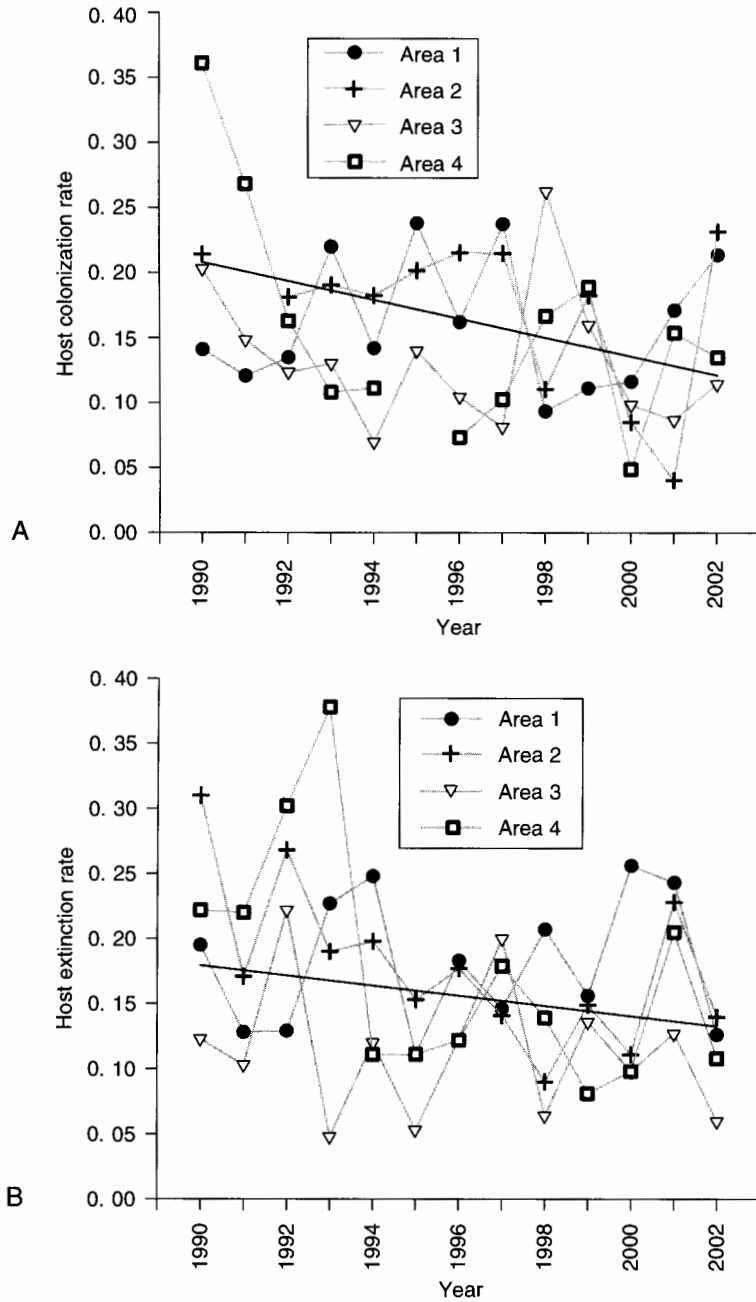 0. 40
0. 35
0. 30
0. 25
0. 20
0. 15
0. 10
0. 05
0. 00
Host colonization rate
Area 1
Area 2
Area 3
Area 4
A
1990
1992
1994
1996
1998
2000
2002
Year
0. 40
0. 35
0. 30
0. 25
0. 20
0. 15
0. 10
0. 05
0. 00
Host extinction rate
Area 1
Area 2
Area 3
Area 4
B
1990
1992
1994
1996
1998
2000
2002
Year